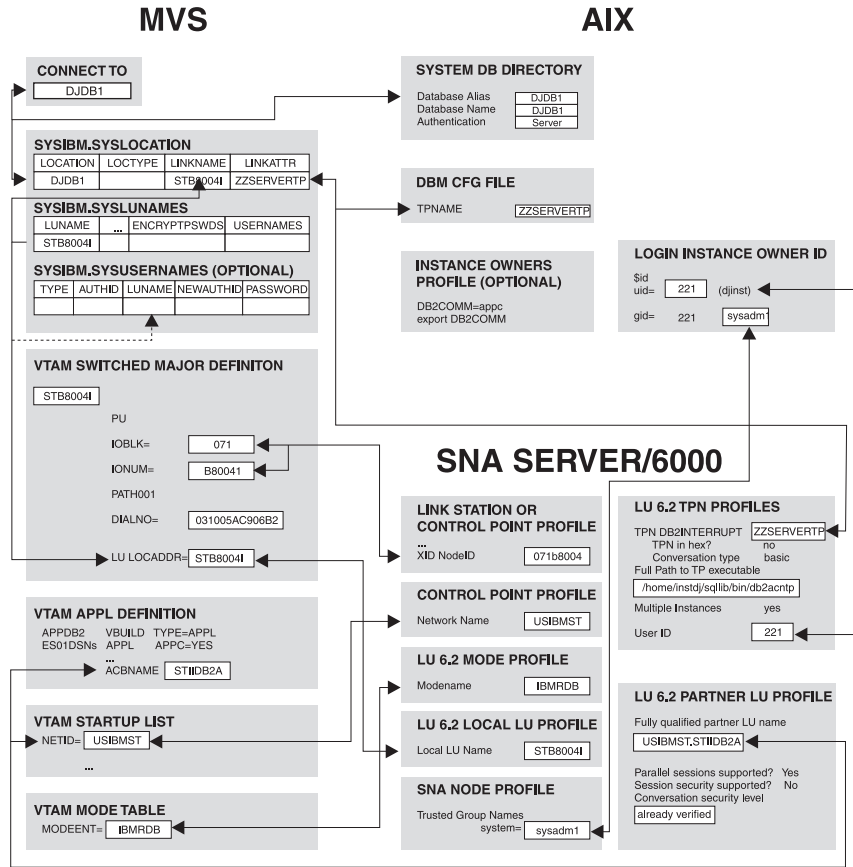 MVS
AIX
CONNECT TO
DJDB1
SYSIBM.SYSLOCATION
LOCATION LOCTYPE LINKNAME LINKATTR
DJDB1 STB8004I ZZSERVERTP
SYSIBM.SYSLUNAMES
LUNAME ... ENCRYPTPSWDS USERNAMES
STB8004I
SYSIBM.SYSUSERNAMES (OPTIONAL)
TYPE AUTHID LUNAME NEWAUTHID PASSWORD
VTAM SWITCHED MAJOR DEFINITON
STB8004I
PU
IOBLK= 071
IONUM= B80041
PATH001
DIALNO= 031005AC906B2
LU LOCADDR= STB8004I
VTAM APPL DEFINITION
APPDB2 VBUILD TYPE=APPL
ES01DSNs APPL APPC=YES
...
ACBNAME STIIDB2A
VTAM STARTUP LIST
NETID= USIBMST
...
VTAM MODE TABLE
MODEENT= IBMRDB
SYSTEM DB DIRECTORY
Database Alias DJDB1
Database Name DJDB1
Authentication Server
DBM CFG FILE
TPNAME ZZSERVERTP
INSTANCE OWNERS
PROFILE (OPTIONAL)
DB2COMM=appc
export DB2COMM
LOGIN INSTANCE OWNER ID
$id
uid= 221 (djinst)
gid= 221 sysadm1
SNA SERVER/6000
LINK STATION OR
CONTROL POINT PROFILE
...
XID NodeID 071b8004
CONTROL POINT PROFILE
Network Name USIBMST
LU 6.2 MODE PROFILE
Modename IBMRDB
LU 6.2 LOCAL LU PROFILE
Local LU Name STB8004I
SNA NODE PROFILE
Trusted Group Names
system= sysadm1
LU 6.2 TPN PROFILES
TPN DB2INTERRUPT ZZSERVERTP
TPN in hex? no
Conversation type basic
Full Path to TP executable
/home/instdj/sqllib/bin/db2acntp
Multiple Instances yes
User ID 221
LU 6.2 PARTNER LU PROFILE
Fully qualified partner LU name
USIBMST.STIIDB2A
Parallel sessions supported? Yes
Session security supported? No
Conversation security level
already verified